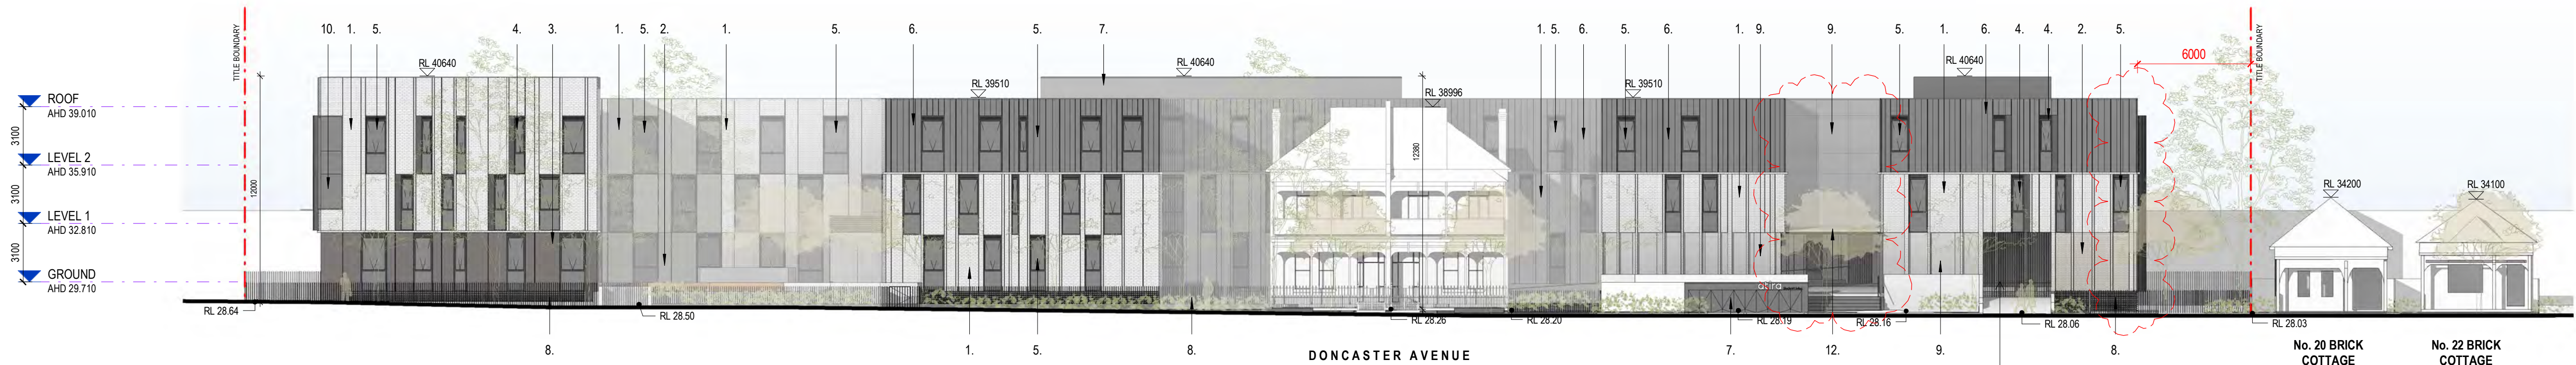 10. 1. 5. 4. 3. 1. 5. 2. 1. 5. 6. 5. 7. 1. 5. 6. 5. 6. 1. 9. 9. 5. 1. 6. 4. 4. 2. 5.
TITLE BOUNDARY
TITLE BOUNDARY
6000
RL 40640
RL 39510
RL 40640
RL 38996
RL 39510
RL 40640
ROOF
AHD 39.010
3100
LEVEL 2
AHD 35.910
3100
LEVEL 1
AHD 32.810
3100
GROUND
AHD 29.710
12000
12380
RL 34200
RL 34100
RL 28.64
RL 28.50
RL 28.26
RL 28.20
RL 28.19
RL 28.16
RL 28.06
RL 28.03
8. 1. 5. 8. 7. 12. 9. 8.
DONCASTER AVENUE
No. 20 BRICK
COTTAGE
No. 22 BRICK
COTTAGE